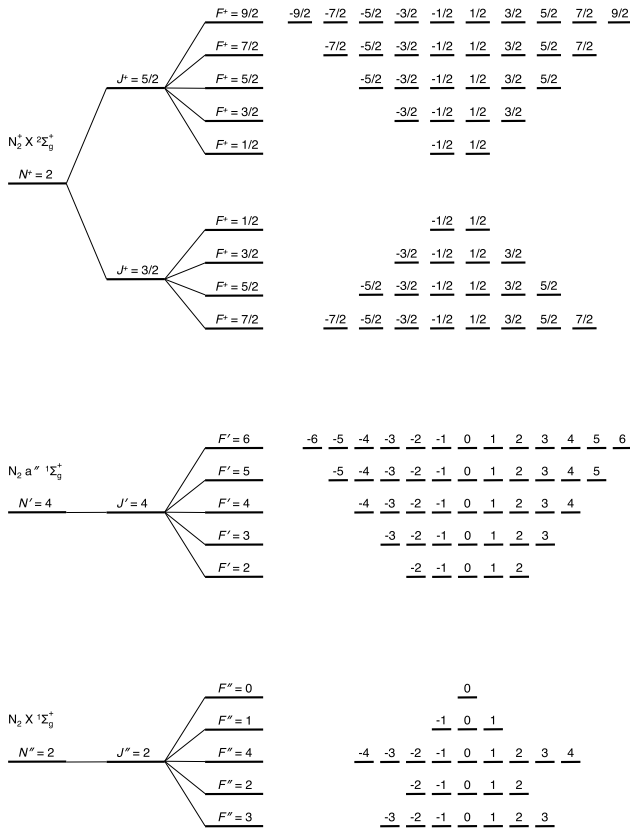 F⁺ = 9/2 -9/2 -7/2 -5/2 -3/2 -1/2 1/2 3/2 5/2 7/2 9/2
F⁺ = 7/2 -7/2 -5/2 -3/2 -1/2 1/2 3/2 5/2 7/2
J⁺ = 5/2 F⁺ = 5/2 -5/2 -3/2 -1/2 1/2 3/2 5/2
F⁺ = 3/2 -3/2 -1/2 1/2 3/2
N₂⁺ X ²Σg⁺
F⁺ = 1/2 -1/2 1/2
N⁺ = 2
F⁺ = 1/2 -1/2 1/2
F⁺ = 3/2 -3/2 -1/2 1/2 3/2
J⁺ = 3/2
F⁺ = 5/2 -5/2 -3/2 -1/2 1/2 3/2 5/2
F⁺ = 7/2 -7/2 -5/2 -3/2 -1/2 1/2 3/2 5/2 7/2
F′ = 6 -6 -5 -4 -3 -2 -1 0 1 2 3 4 5 6
N₂ a″ ¹Σg⁺
F′ = 5 -5 -4 -3 -2 -1 0 1 2 3 4 5
N′ = 4 J′ = 4 F′ = 4 -4 -3 -2 -1 0 1 2 3 4
F′ = 3 -3 -2 -1 0 1 2 3
F′ = 2 -2 -1 0 1 2
F″ = 0 0
N₂ X ¹Σg⁺
F″ = 1 -1 0 1
N″ = 2 J″ = 2 F″ = 4 -4 -3 -2 -1 0 1 2 3 4
F″ = 2 -2 -1 0 1 2
F″ = 3 -3 -2 -1 0 1 2 3